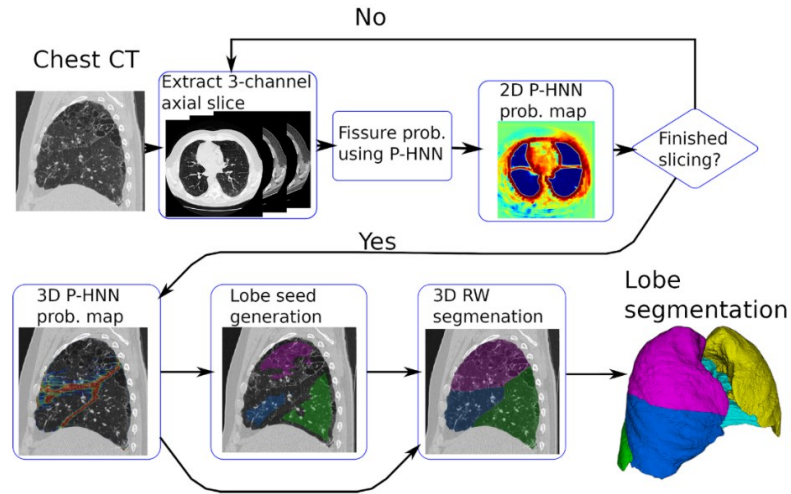 No
Chest CT
Extract 3-channel
axial slice
Fissure prob.
using P-HNN
2D P-HNN
prob. map
Finished
slicing?
Yes
3D P-HNN
prob. map
Lobe seed
generation
3D RW
segmenation
Lobe
segmentation